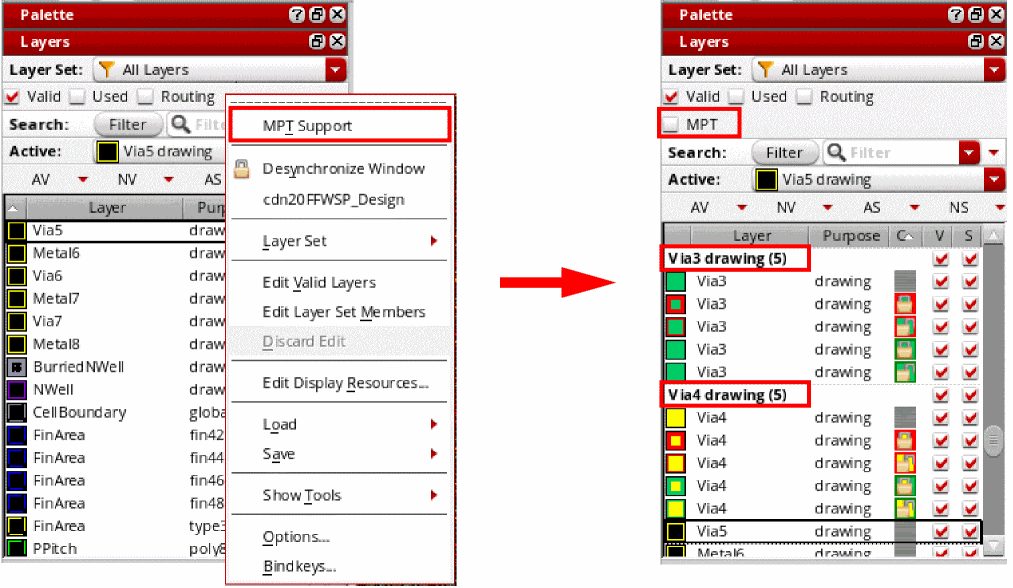 Palette
Layers
Layer Set: All Layers
Valid Used Routing
Search: Filter Filte
Active: Via5 drawing
AV NV AS
Layer Purp
Via5 draw
Metal6 draw
Via6 draw
Metal7 draw
Via7 draw
Metal8 draw
BurriedNWell draw
NWell draw
CellBoundary globa
FinArea fin42
FinArea fin44
FinArea fin46
FinArea fin48
FinArea type3
PPitch poly8
MPT Support
Desynchronize Window
cdn20FFWSP_Design
Layer Set
Edit Valid Layers
Edit Layer Set Members
Discard Edit
Edit Display Resources...
Load
Save
Show Tools
Options...
Bindkeys...
Palette
Layers
Layer Set: All Layers
Valid Used Routing
MPT
Search: Filter Filter
Active: Via5 drawing
AV NV AS NS
Layer Purpose C V S
Via3 drawing (5)
Via3 drawing
Via3 drawing
Via3 drawing
Via3 drawing
Via3 drawing
Via4 drawing (5)
Via4 drawing
Via4 drawing
Via4 drawing
Via4 drawing
Via4 drawing
Via5 drawing
Metal6 drawing